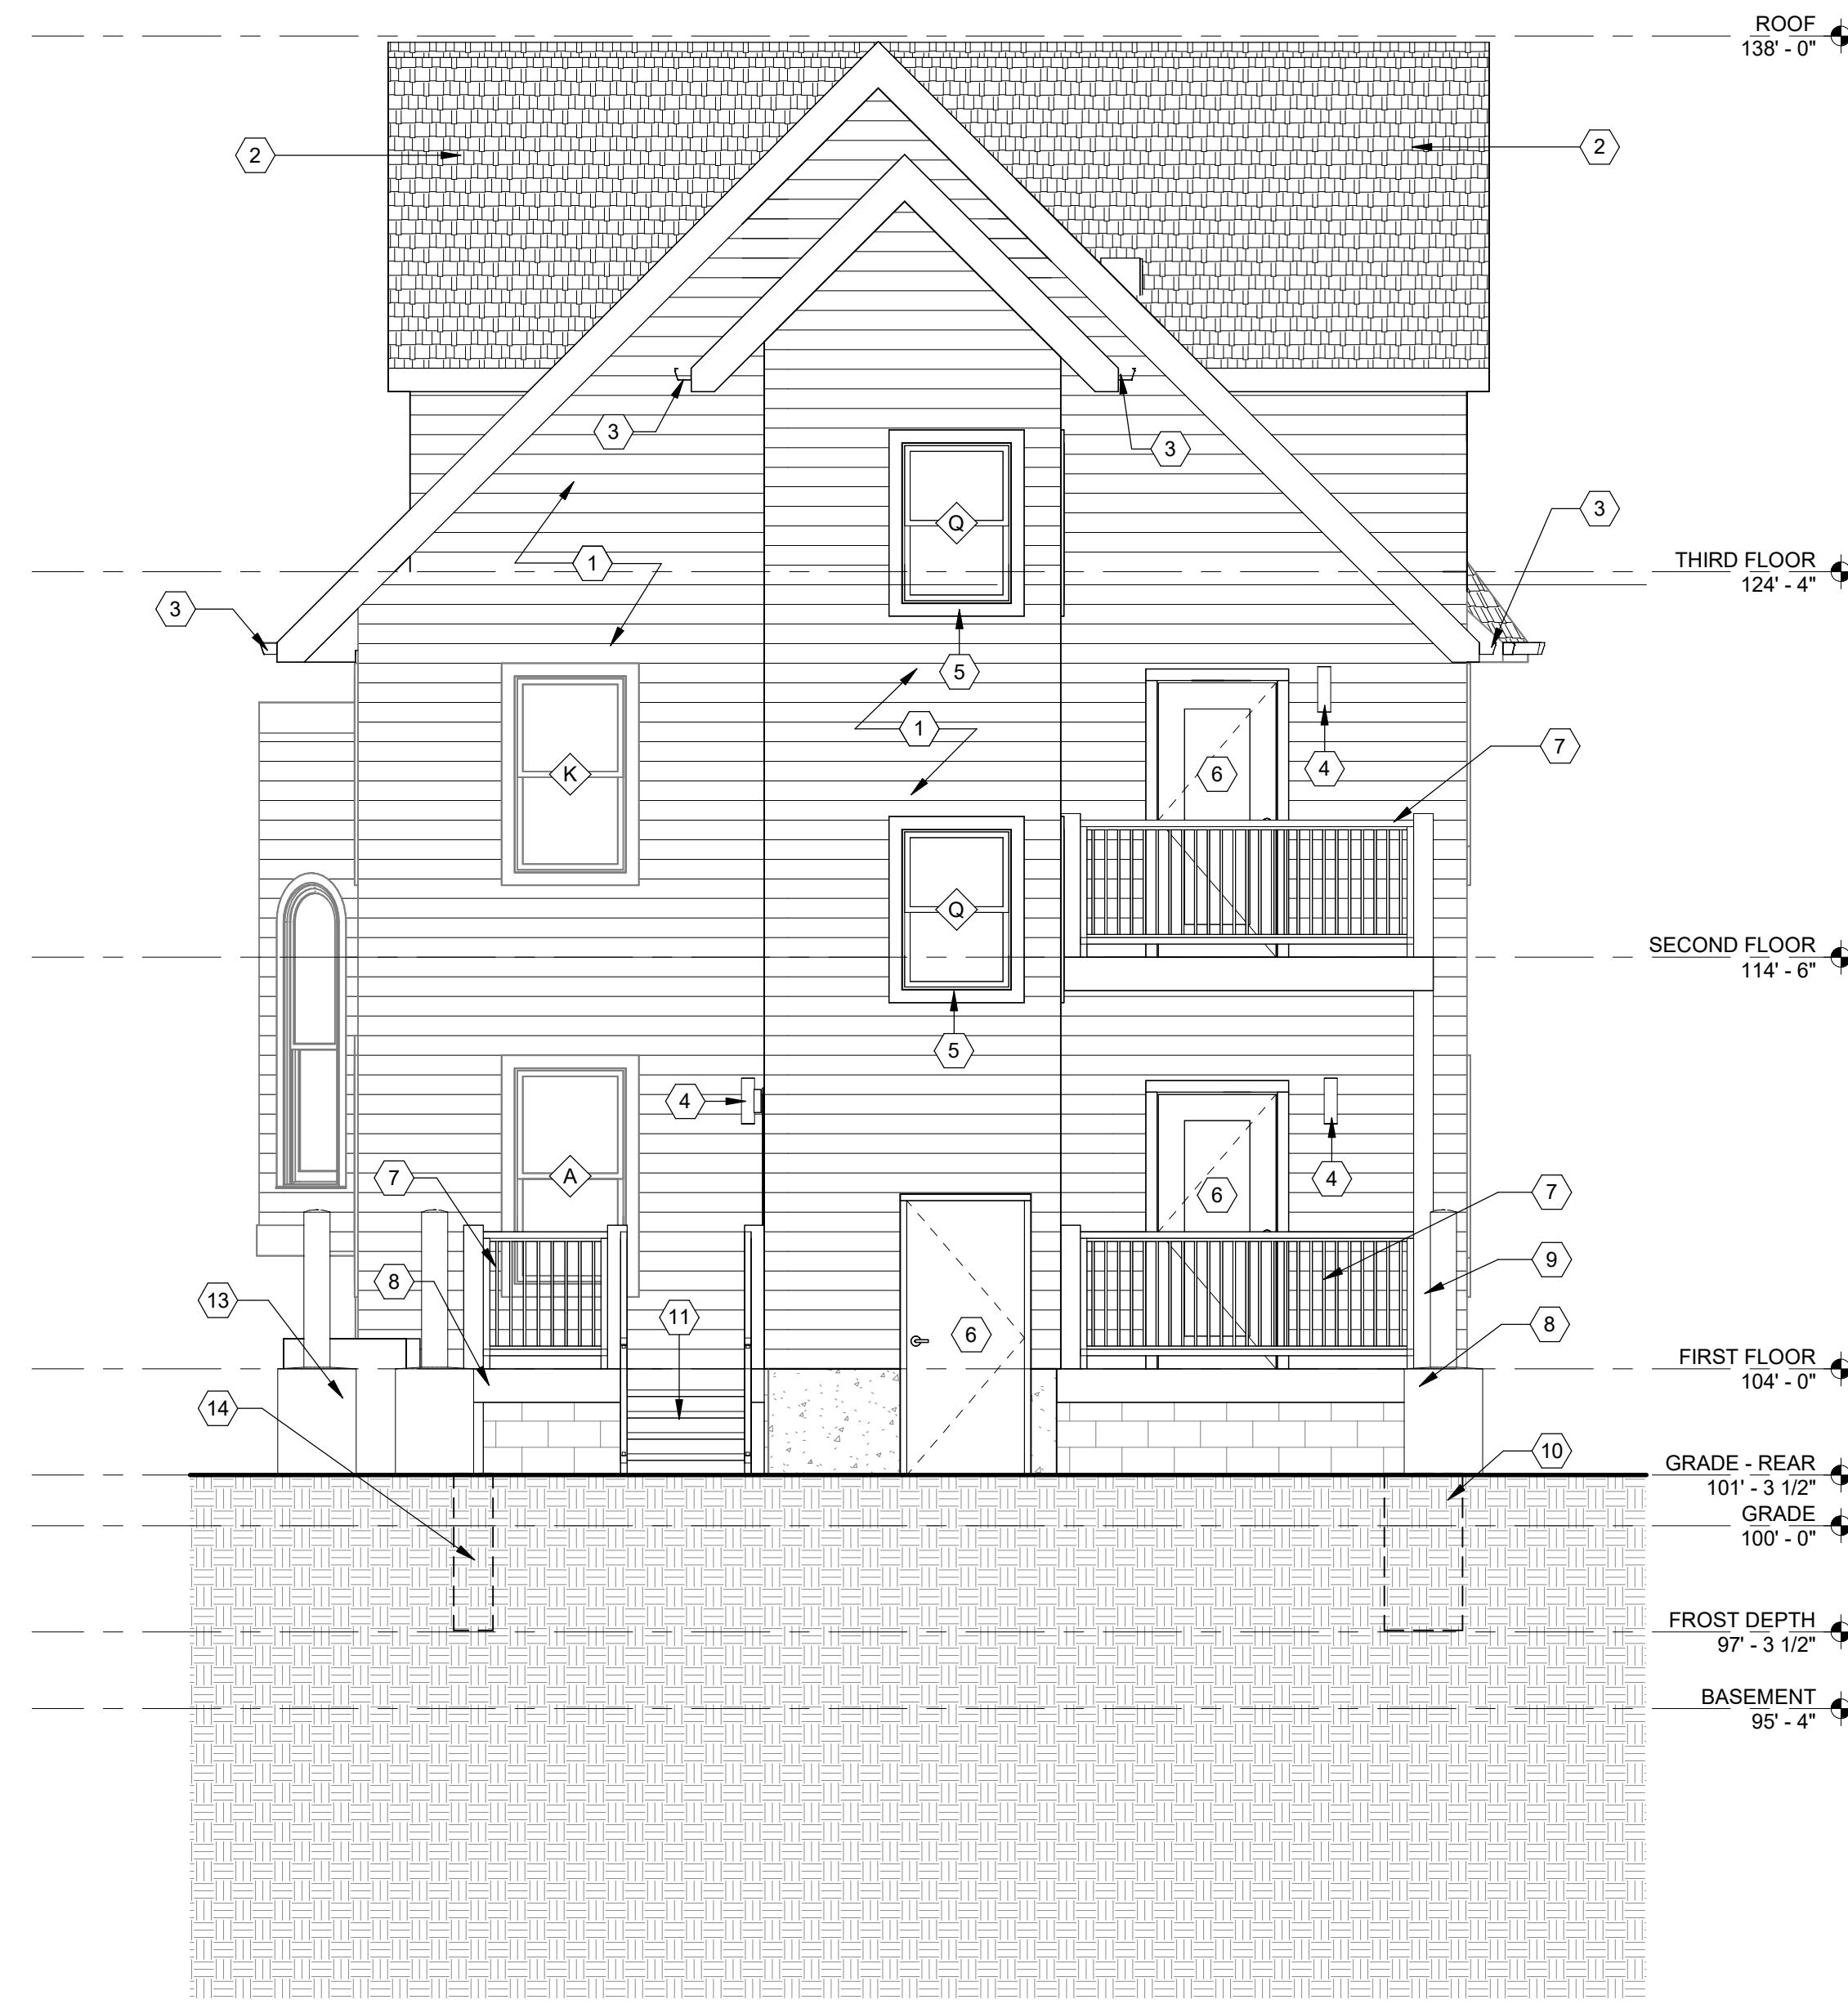 ROOF
138' - 0"
2
2
3
3
3
Q
1
THIRD FLOOR
124' - 4"
3
5
1
7
K
6
4
Q
SECOND FLOOR
114' - 6"
5
4
A
7
4
6
7
8
9
13
11
6
8
FIRST FLOOR
104' - 0"
14
10
GRADE - REAR
101' - 3 1/2"
GRADE
100' - 0"
FROST DEPTH
97' - 3 1/2"
BASEMENT
95' - 4"